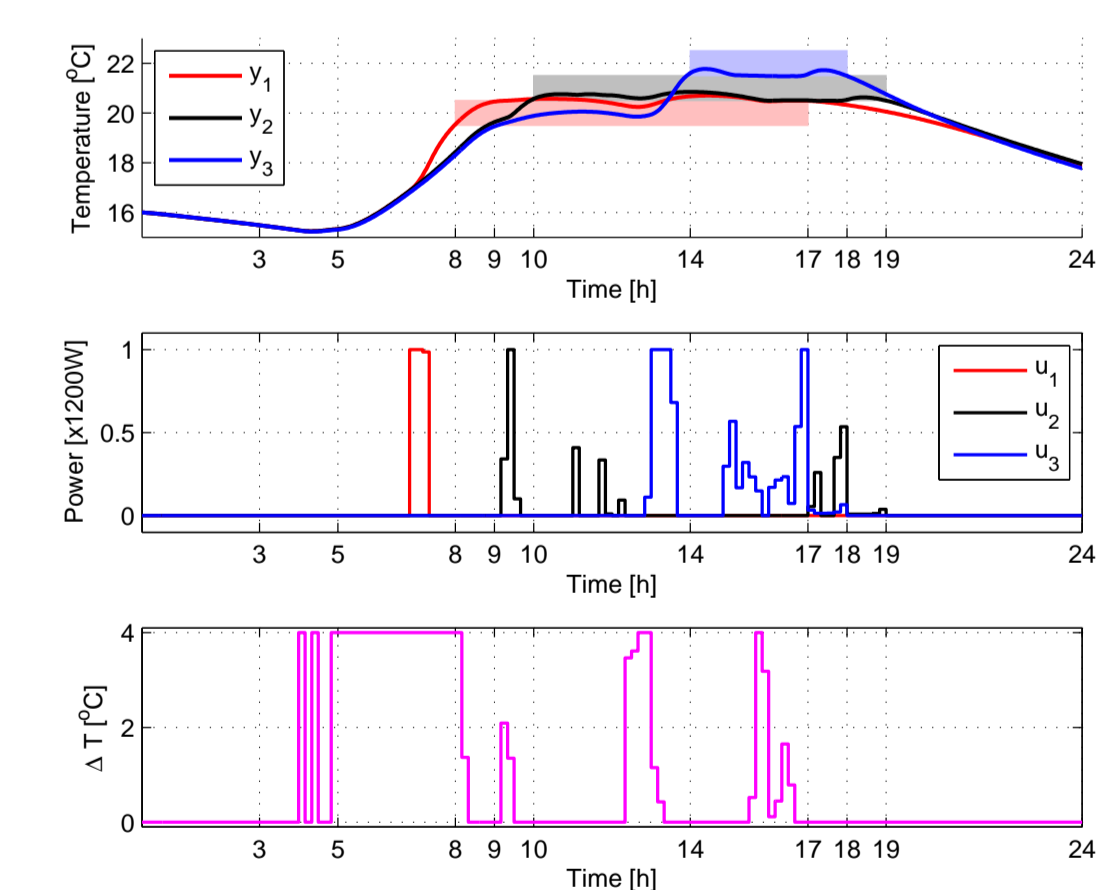 Temperature [°C]
22
20
18
16
y1
y2
y3
3 5 8 9 10 14 17 18 19 24
Time [h]
Power [x1200W]
1
0.5
0
u1
u2
u3
3 5 8 9 10 14 17 18 19 24
Time [h]
Δ T [°C]
4
2
0
3 5 8 9 10 14 17 18 19 24
Time [h]